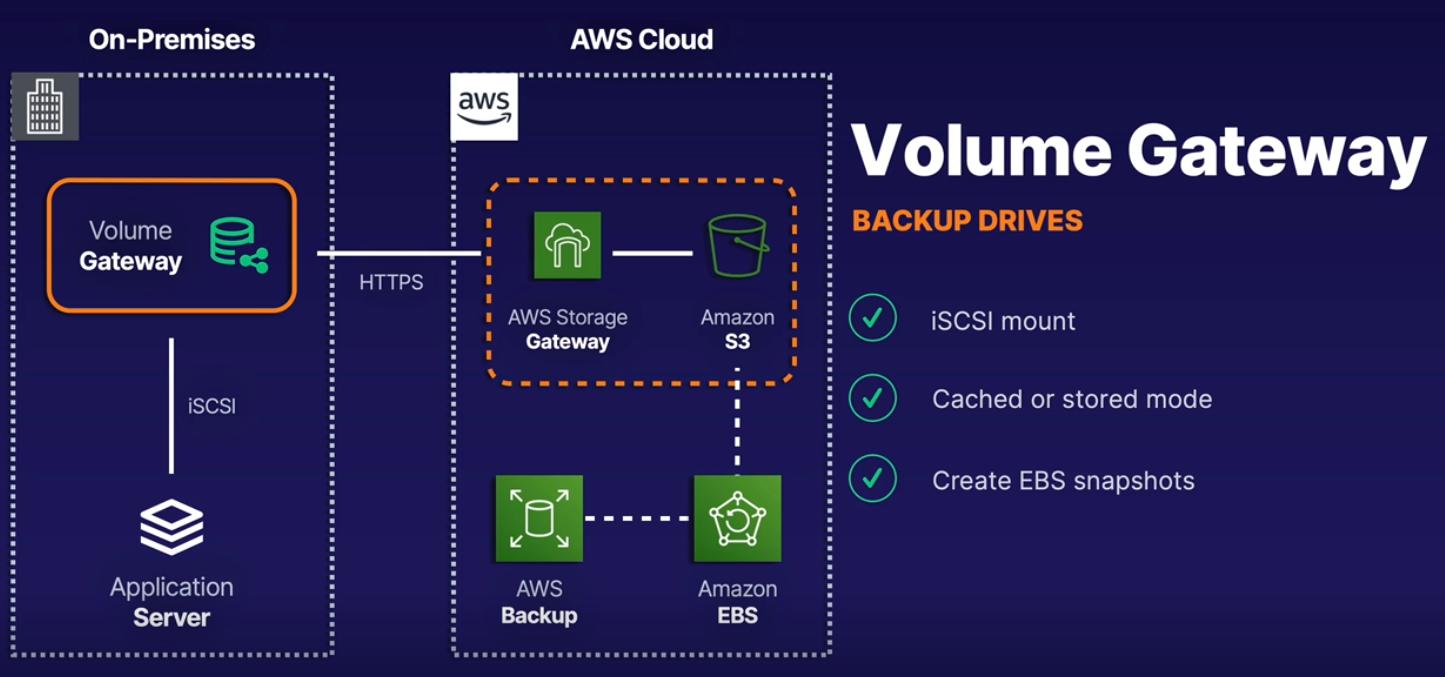 On-Premises
AWS Cloud
aws
Volume Gateway
BACKUP DRIVES
Volume
Gateway
HTTPS
AWS Storage
Gateway
Amazon
S3
iSCSI mount
Cached or stored mode
Create EBS snapshots
iSCSI
Application
Server
AWS
Backup
Amazon
EBS